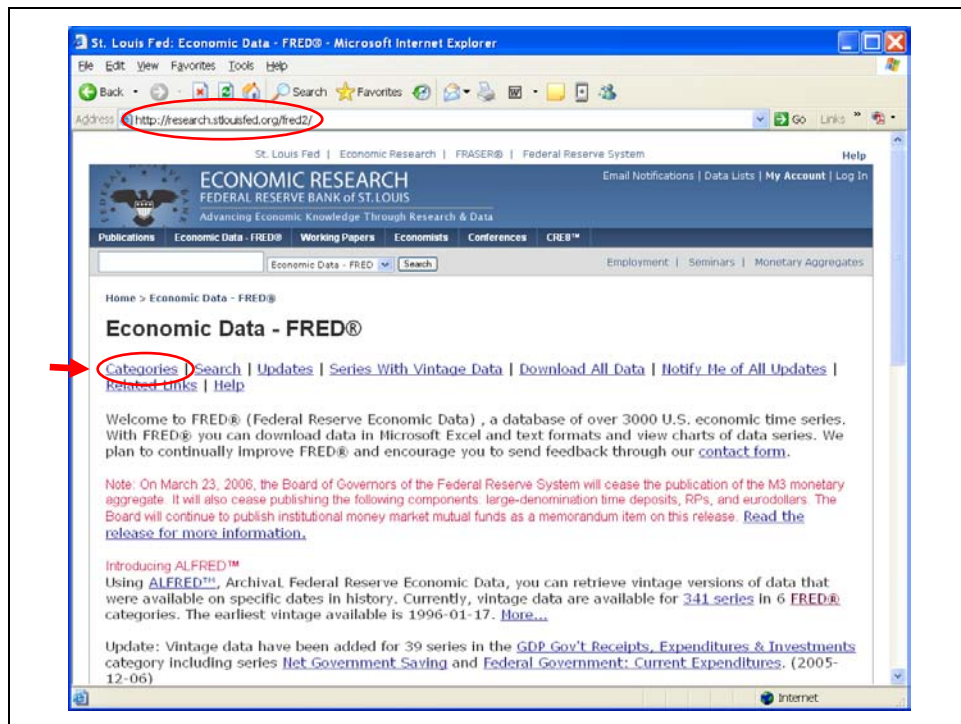 St. Louis Fed: Economic Data - FRED® - Microsoft Internet Explorer
File Edit View Favorites Tools Help
Back Search Favorites
Address http://research.stlouisfed.org/fred2/ Go Links »
St. Louis Fed | Economic Research | FRASER® | Federal Reserve System Help
ECONOMIC RESEARCH
FEDERAL RESERVE BANK of ST. LOUIS
Advancing Economic Knowledge Through Research & Data
Email Notifications | Data Lists | My Account | Log In
Publications Economic Data - FRED® Working Papers Economists Conferences CRE8™
Economic Data - FRED Search Employment | Seminars | Monetary Aggregates
Home > Economic Data - FRED®
Economic Data - FRED®
Categories | Search | Updates | Series With Vintage Data | Download All Data | Notify Me of All Updates |
Related Links | Help
Welcome to FRED® (Federal Reserve Economic Data) , a database of over 3000 U.S. economic time series.
With FRED® you can download data in Microsoft Excel and text formats and view charts of data series. We
plan to continually improve FRED® and encourage you to send feedback through our contact form.
Note: On March 23, 2006, the Board of Governors of the Federal Reserve System will cease the publication of the M3 monetary
aggregate. It will also cease publishing the following components: large-denomination time deposits, RPs, and eurodollars. The
Board will continue to publish institutional money market mutual funds as a memorandum item on this release. Read the
release for more information.
Introducing ALFRED™
Using ALFRED™, ArchivaL Federal Reserve Economic Data, you can retrieve vintage versions of data that
were available on specific dates in history. Currently, vintage data are available for 341 series in 6 FRED®
categories. The earliest vintage available is 1996-01-17. More...
Update: Vintage data have been added for 39 series in the GDP Gov't Receipts, Expenditures & Investments
category including series Net Government Saving and Federal Government: Current Expenditures. (2005-
12-06)
Internet